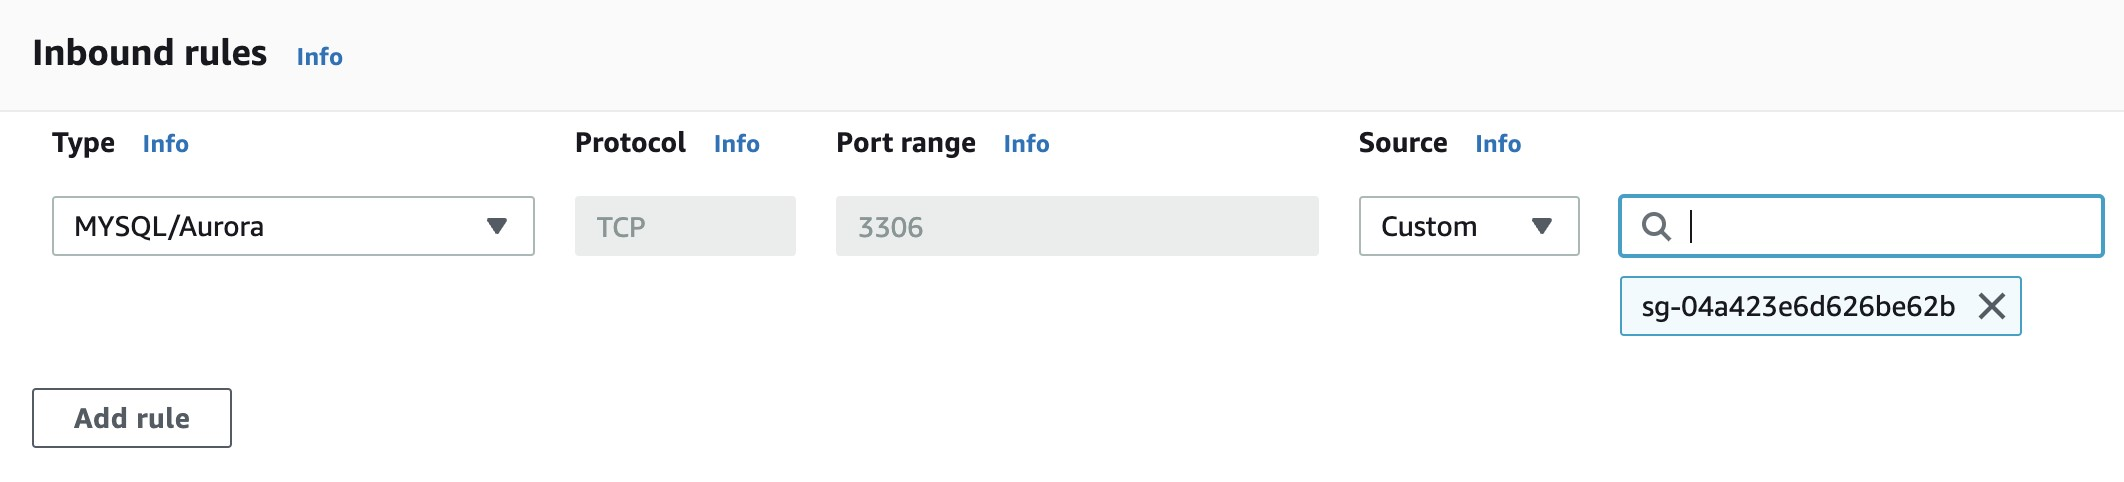 Inbound rules Info
Type Info Protocol Info Port range Info Source Info
MYSQL/Aurora TCP 3306 Custom
sg-04a423e6d626be62b
Add rule